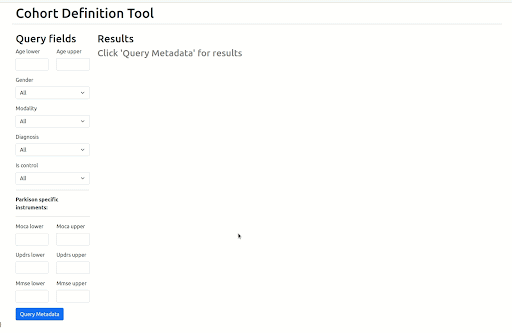 Cohort Definition Tool
Query fields
Age lower Age upper
Gender
All
Modality
All
Diagnosis
All
Is control
All
Parkison specific
instruments:
Moca lower Moca upper
Updrs lower Updrs upper
Mmse lower Mmse upper
Query Metadata
Results
Click 'Query Metadata' for results